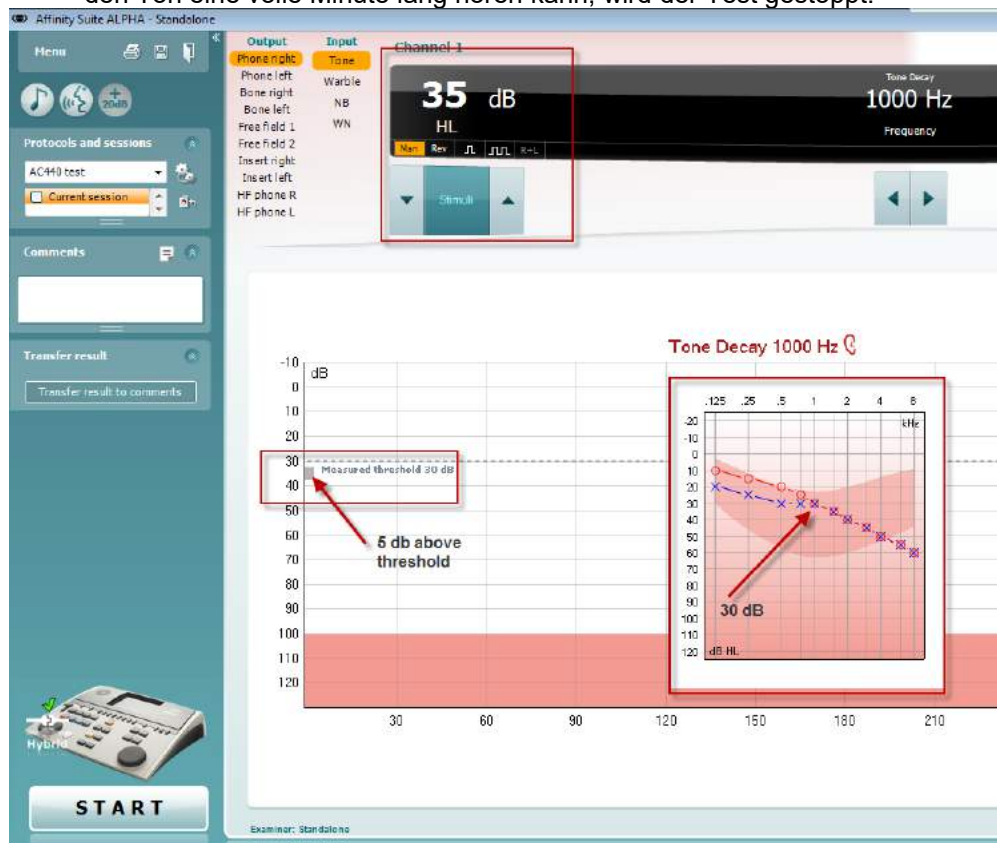 den Ton eine volle Minute lang hören kann, wird der Test gestoppt.
Affinity Suite ALPHA - Standalone
Menu
20dB
Protocols and sessions
AC440 test
Current session
Comments
Transfer result
Transfer result to comments
Hybrid
START
Output Input
Phone right Tone
Phone left Warble
Bone right NB
Bone left WN
Free field 1
Free field 2
Insert right
Insert left
HF phone R
HF phone L
Channel 1
35 dB
HL
Man Rev R+L
Stimuli
Tone Decay
1000 Hz
Frequency
Tone Decay 1000 Hz
-10
dB
0
10
20
30
Measured threshold 30 dB
40
50
5 db above
threshold
60
70
80
90
100
110
120
30 60 90 120 150 180 210
.125 .25 .5 1 2 4 8
kHz
-20
-10
0
10
20
30
40
50
60
70
80
90
30 dB
100
110
120
dB HL
Examiner: Standalone